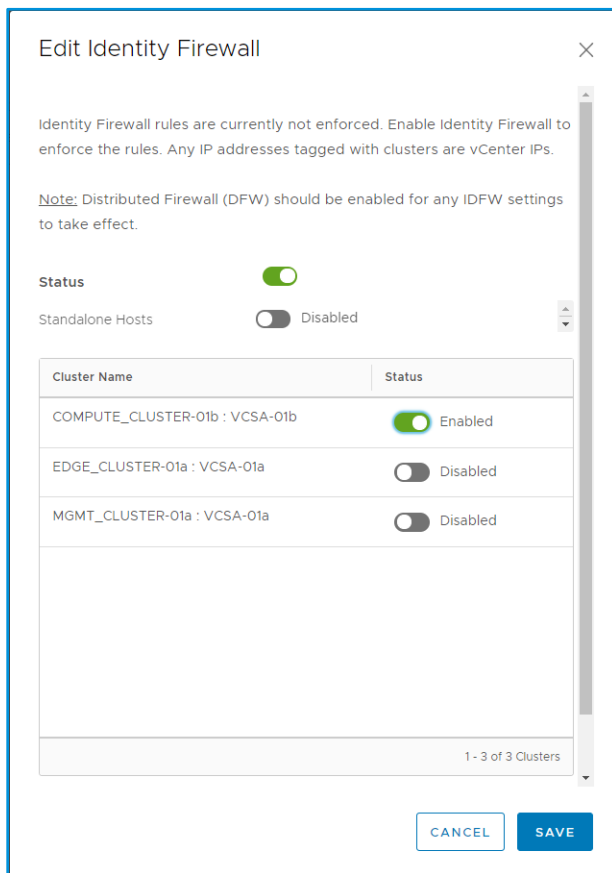 Edit Identity Firewall
Identity Firewall rules are currently not enforced. Enable Identity Firewall to
enforce the rules. Any IP addresses tagged with clusters are vCenter IPs.
Note: Distributed Firewall (DFW) should be enabled for any IDFW settings
to take effect.
Status
Standalone Hosts Disabled
Cluster Name Status
COMPUTE_CLUSTER-01b : VCSA-01b Enabled
EDGE_CLUSTER-01a : VCSA-01a Disabled
MGMT_CLUSTER-01a : VCSA-01a Disabled
1 - 3 of 3 Clusters
CANCEL SAVE